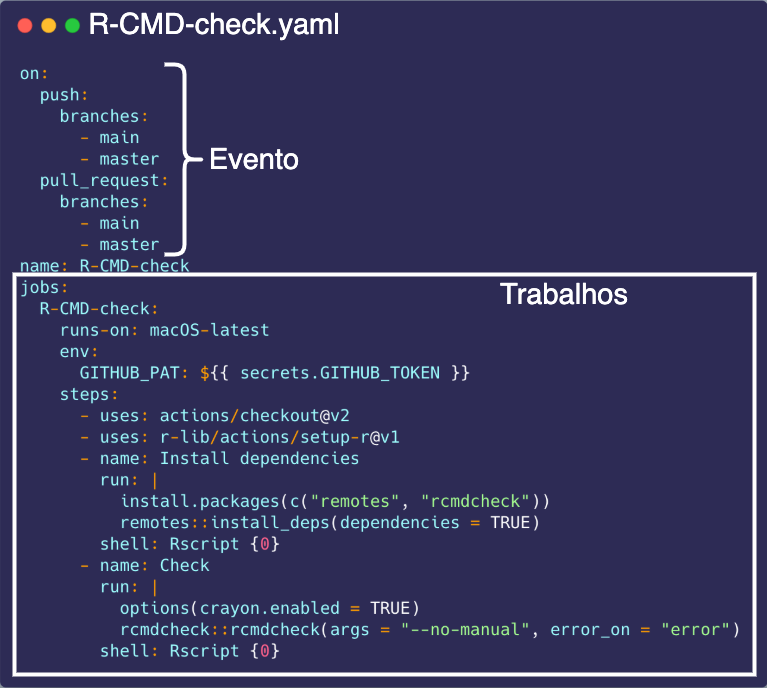 R-CMD-check.yaml
on:
  push:
    branches:
      - main
      - master
Evento
  pull_request:
    branches:
      - main
      - master
name: R-CMD-check
jobs:
Trabalhos
  R-CMD-check:
    runs-on: macOS-latest
    env:
      GITHUB_PAT: ${{ secrets.GITHUB_TOKEN }}
    steps:
      - uses: actions/checkout@v2
      - uses: r-lib/actions/setup-r@v1
      - name: Install dependencies
        run: |
          install.packages(c("remotes", "rcmdcheck"))
          remotes::install_deps(dependencies = TRUE)
        shell: Rscript {0}
      - name: Check
        run: |
          options(crayon.enabled = TRUE)
          rcmdcheck::rcmdcheck(args = "--no-manual", error_on = "error")
        shell: Rscript {0}